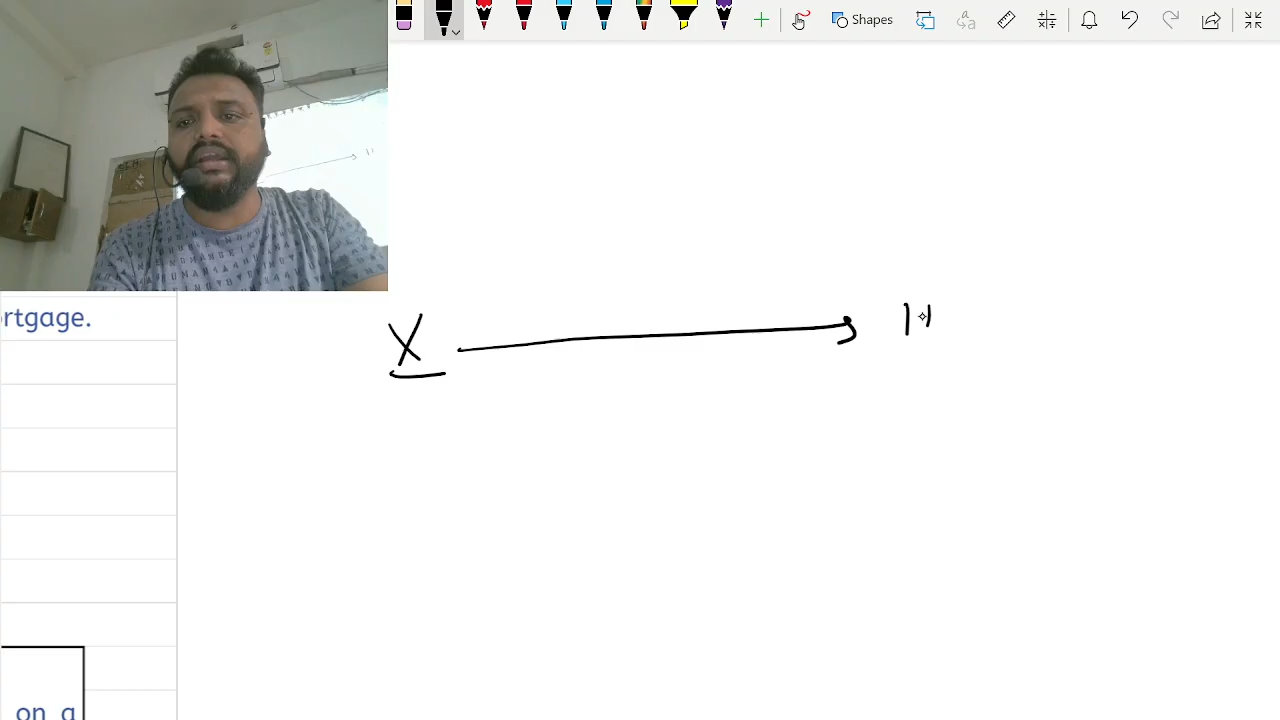 Shapes
rtgage.
X
on a